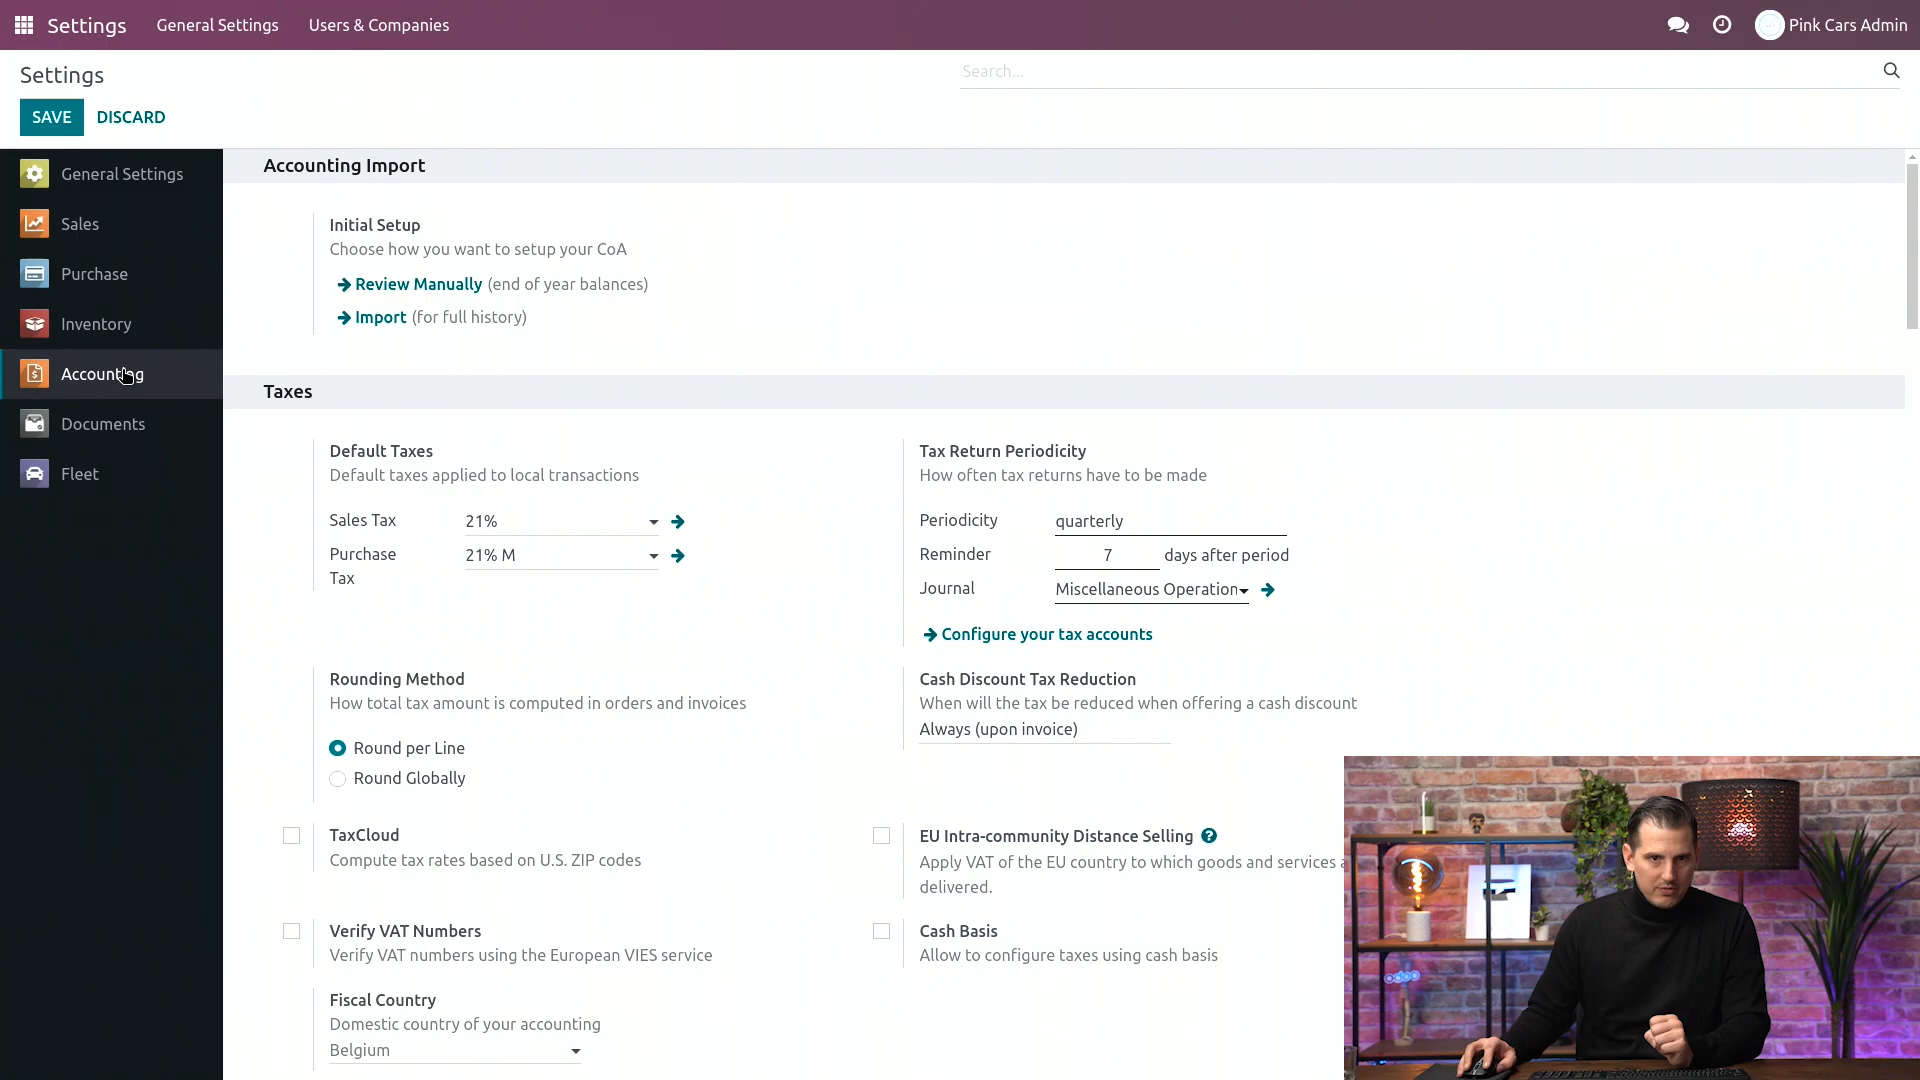 Settings
General Settings
Users & Companies
Pink Cars Admin
Settings
Search...
SAVE
DISCARD
General Settings
Sales
Purchase
Inventory
Accounting
Documents
Fleet
Accounting Import
Initial Setup
Choose how you want to setup your CoA
Review Manually (end of year balances)
Import (for full history)
Taxes
Default Taxes
Default taxes applied to local transactions
Sales Tax
21%
Purchase
Tax
21% M
Tax Return Periodicity
How often tax returns have to be made
Periodicity
quarterly
Reminder
7
days after period
Journal
Miscellaneous Operation
Configure your tax accounts
Rounding Method
How total tax amount is computed in orders and invoices
Round per Line
Round Globally
Cash Discount Tax Reduction
When will the tax be reduced when offering a cash discount
Always (upon invoice)
TaxCloud
Compute tax rates based on U.S. ZIP codes
EU Intra-community Distance Selling
Apply VAT of the EU country to which goods and services
delivered.
Verify VAT Numbers
Verify VAT numbers using the European VIES service
Cash Basis
Allow to configure taxes using cash basis
Fiscal Country
Domestic country of your accounting
Belgium